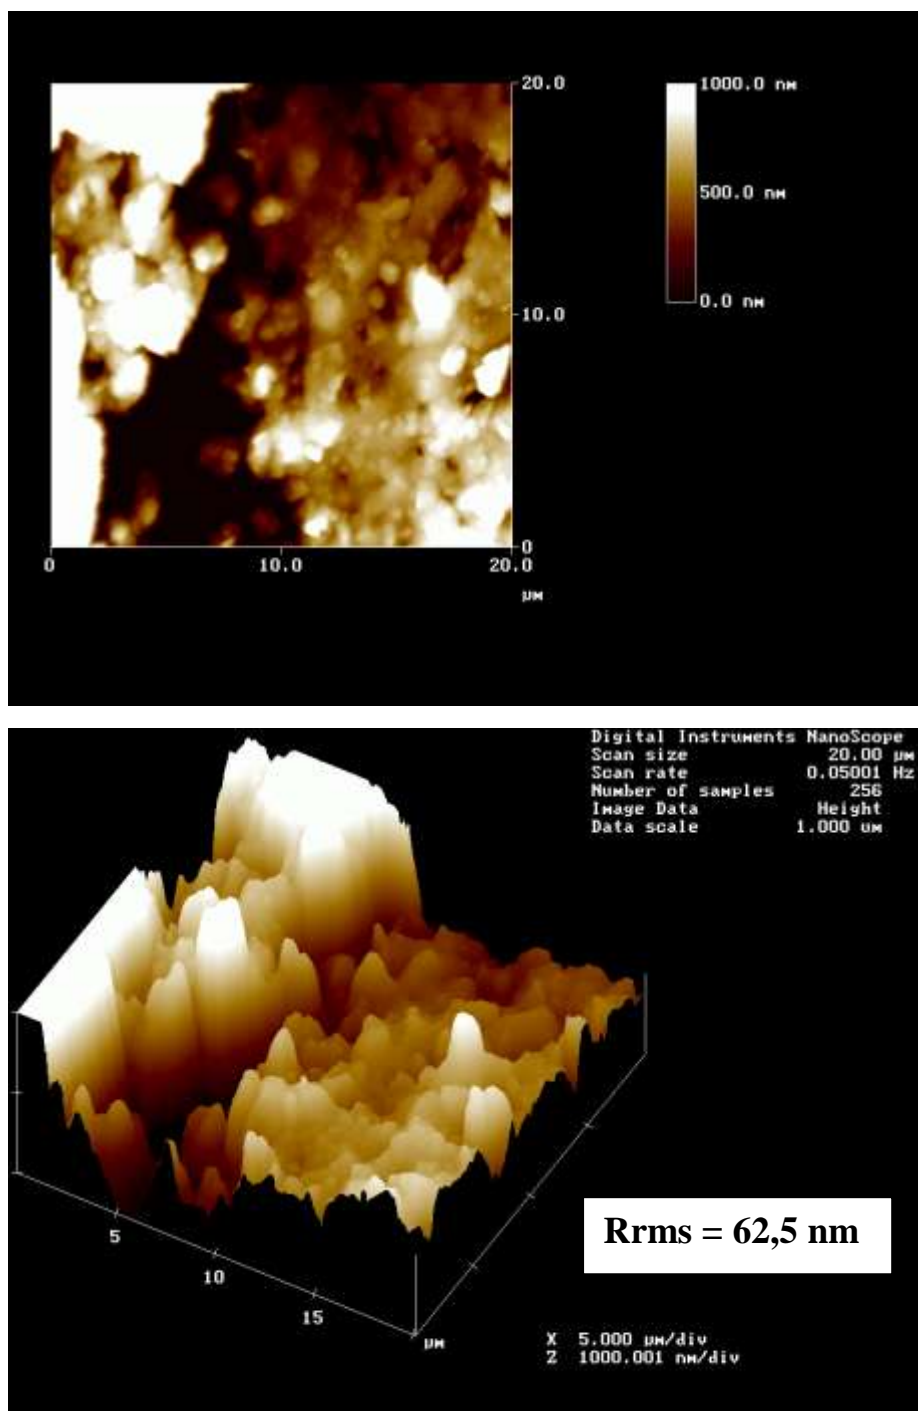 20.0
1000.0 nm
500.0 nm
0.0 nm
10.0
0
0 10.0 20.0
µm
Digital Instruments NanoScope
Scan size 20.00 µm
Scan rate 0.05001 Hz
Number of samples 256
Image Data Height
Data scale 1.000 um
Rrms = 62,5 nm
5
10
15
µm
X 5.000 µm/div
Z 1000.001 nm/div